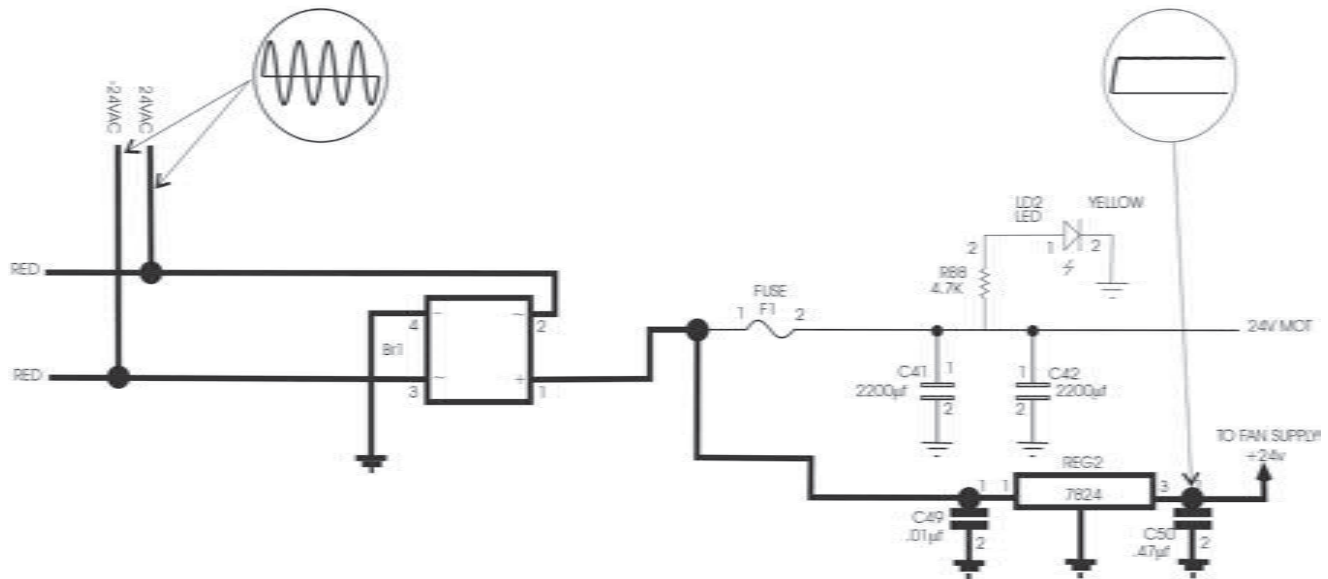 -24VAC
24VAC
RED
RED
4
3
Br1
-
~
~
+
2
1
1
FUSE
F1
2
LD2
LED
YELLOW
2
1
2
R88
4.7K
24V MOT
C41
2200µf
1
2
1
2
C42
2200µf
TO FAN SUPPLY
+24v
REG2
7824
1
1
3
C49
.01µf
2
C50
.47µf
2